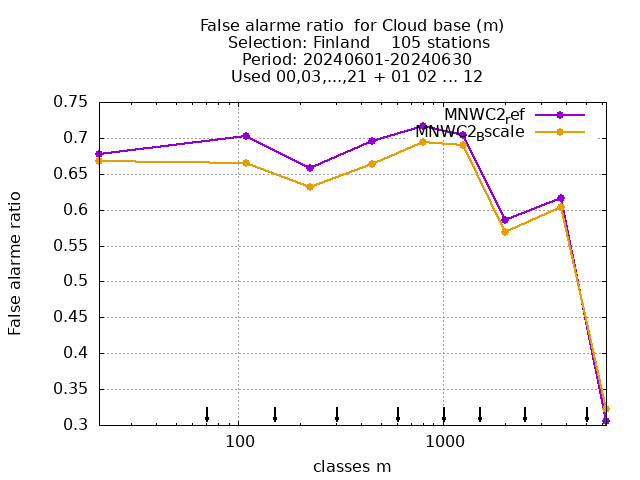 False alarme ratio  for Cloud base (m)
Selection: Finland    105 stations
Period: 20240601-20240630
Used 00,03,...,21 + 01 02 ... 12
MNWC2ref
MNWC2Bscale
0.75
0.7
0.65
0.6
0.55
0.5
0.45
0.4
0.35
0.3
False alarme ratio
100
1000
classes m